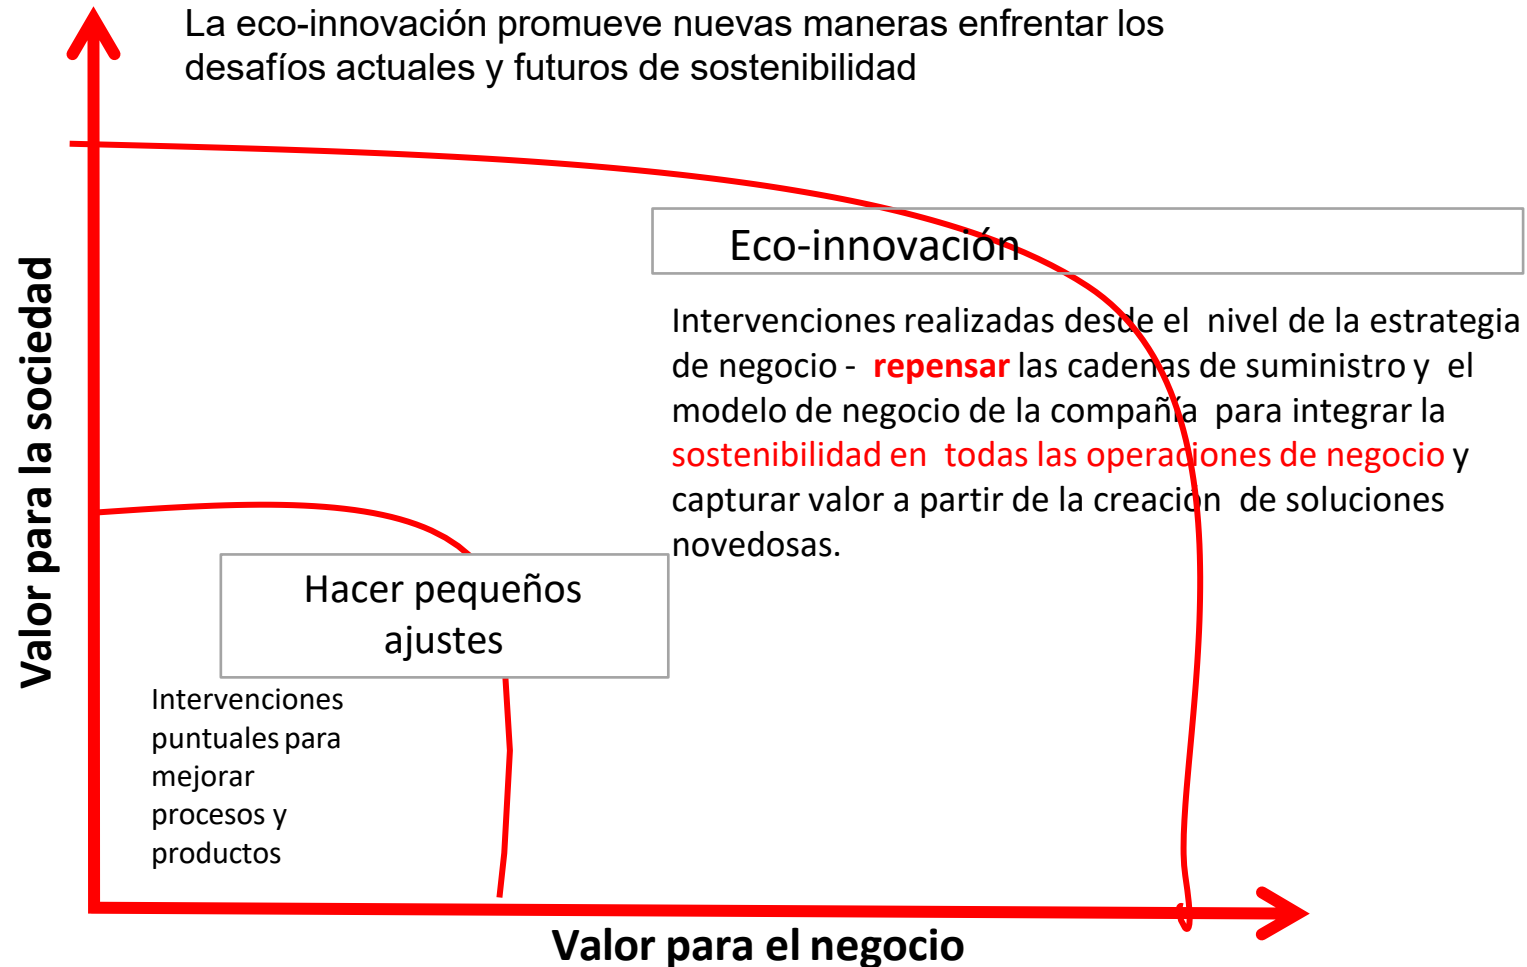 La eco-innovación promueve nuevas maneras enfrentar los
desafíos actuales y futuros de sostenibilidad
Valor para la sociedad
Eco-innovación
Intervenciones realizadas desde el nivel de la estrategia
de negocio - repensar las cadenas de suministro y el
modelo de negocio de la compañía para integrar la
sostenibilidad en todas las operaciones de negocio y
capturar valor a partir de la creación de soluciones
novedosas.
Hacer pequeños
ajustes
Intervenciones
puntuales para
mejorar
procesos y
productos
Valor para el negocio